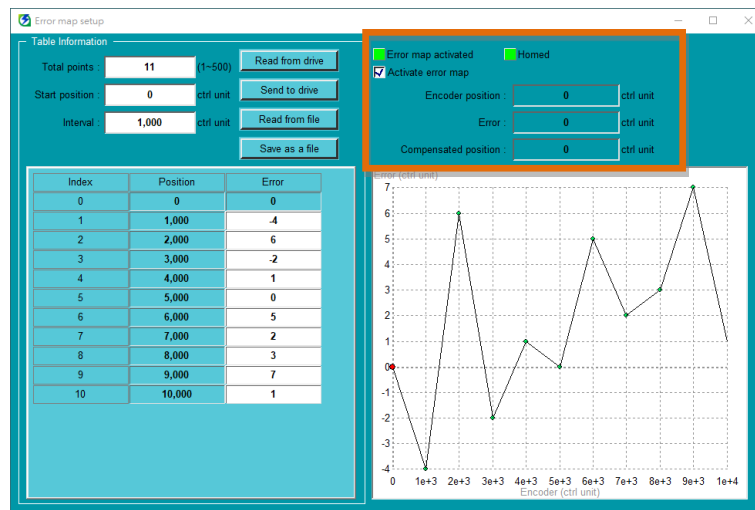 Error map setup
Table Information
Total points : 11 (1~500) Read from drive
Start position : 0 ctrl unit Send to drive
Interval : 1,000 ctrl unit Read from file
Save as a file
Error map activated Homed
Activate error map
Encoder position : 0 ctrl unit
Error : 0 ctrl unit
Compensated position : 0 ctrl unit
Index Position Error
0 0 0
1 1,000 -4
2 2,000 6
3 3,000 -2
4 4,000 1
5 5,000 0
6 6,000 5
7 7,000 2
8 8,000 3
9 9,000 7
10 10,000 1
Error (ctrl unit)
7
6
5
4
3
2
1
0
-1
-2
-3
-4
0 1e+3 2e+3 3e+3 4e+3 5e+3 6e+3 7e+3 8e+3 9e+3 1e+4
Encoder (ctrl unit)